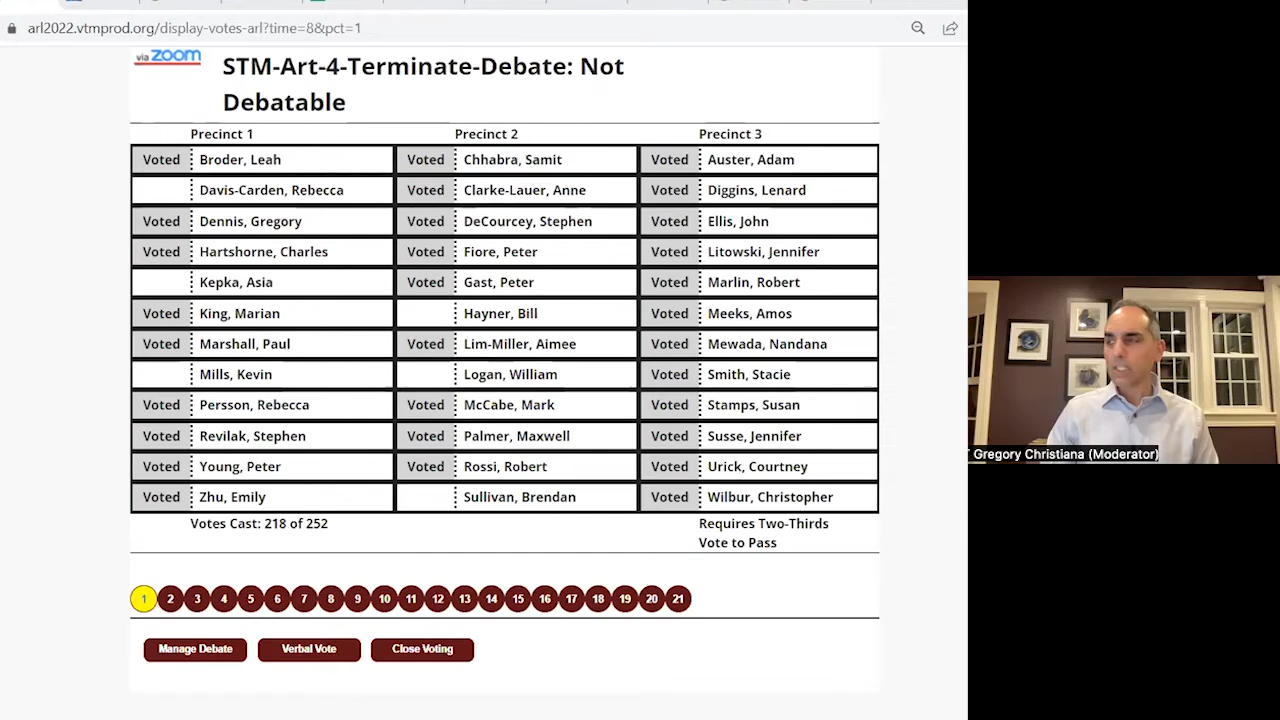 arl2022.vtmprod.org/display-votes-arl?time=8&pct=1
via zoom
STM-Art-4-Terminate-Debate: Not
Debatable
Precinct 1 Precinct 2 Precinct 3
Voted Broder, Leah Voted Chhabra, Samit Voted Auster, Adam
Davis-Carden, Rebecca Voted Clarke-Lauer, Anne Voted Diggins, Lenard
Voted Dennis, Gregory Voted DeCourcey, Stephen Voted Ellis, John
Voted Hartshorne, Charles Voted Fiore, Peter Voted Litowski, Jennifer
Kepka, Asia Voted Gast, Peter Voted Marlin, Robert
Voted King, Marian Hayner, Bill Voted Meeks, Amos
Voted Marshall, Paul Voted Lim-Miller, Aimee Voted Mewada, Nandana
Mills, Kevin Logan, William Voted Smith, Stacie
Voted Persson, Rebecca Voted McCabe, Mark Voted Stamps, Susan
Voted Revilak, Stephen Voted Palmer, Maxwell Voted Susse, Jennifer
Voted Young, Peter Voted Rossi, Robert Voted Urick, Courtney
Voted Zhu, Emily Sullivan, Brendan Voted Wilbur, Christopher
Votes Cast: 218 of 252 Requires Two-Thirds
Vote to Pass
1 2 3 4 5 6 7 8 9 10 11 12 13 14 15 16 17 18 19 20 21
Manage Debate Verbal Vote Close Voting
Gregory Christiana (Moderator)